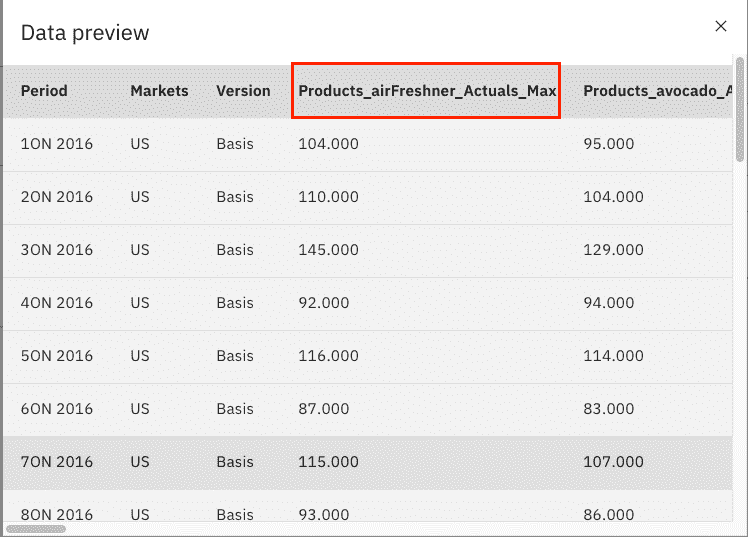 Data preview
Period Markets Version Products_airFreshner_Actuals_Max Products_avocado_A
1ON 2016 US Basis 104.000 95.000
2ON 2016 US Basis 110.000 104.000
3ON 2016 US Basis 145.000 129.000
4ON 2016 US Basis 92.000 94.000
5ON 2016 US Basis 116.000 114.000
6ON 2016 US Basis 87.000 83.000
7ON 2016 US Basis 115.000 107.000
8ON 2016 US Basis 93.000 86.000